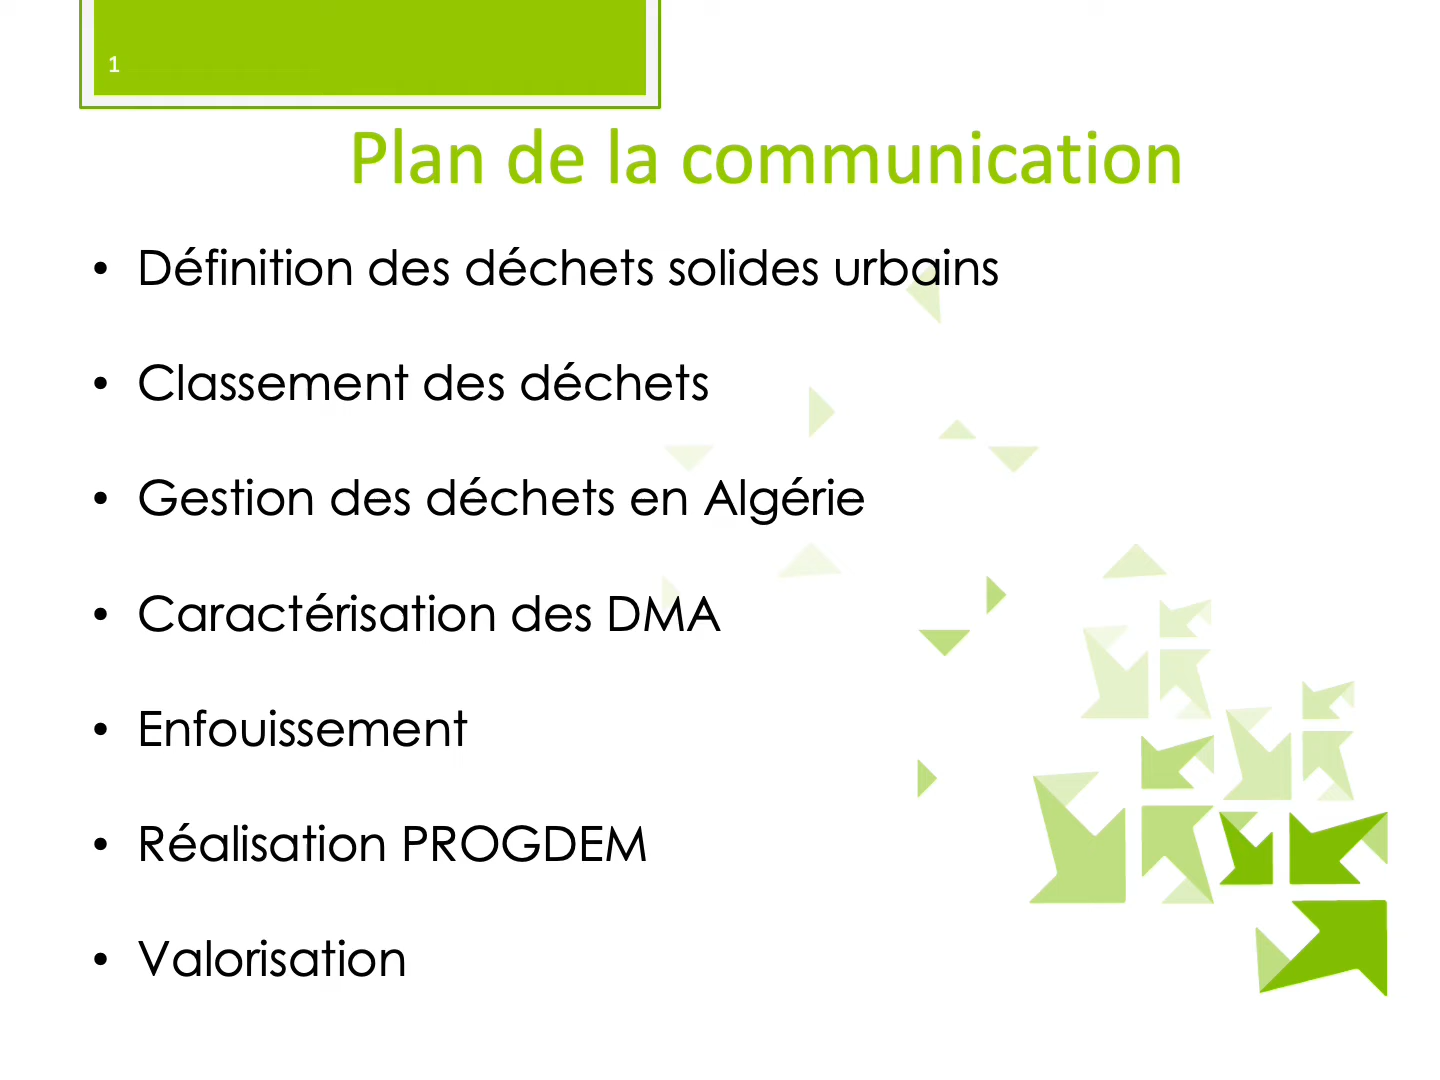 1
Plan de la communication
• Définition des déchets solides urbains
• Classement des déchets
• Gestion des déchets en Algérie
• Caractérisation des DMA
• Enfouissement
• Réalisation PROGDEM
• Valorisation